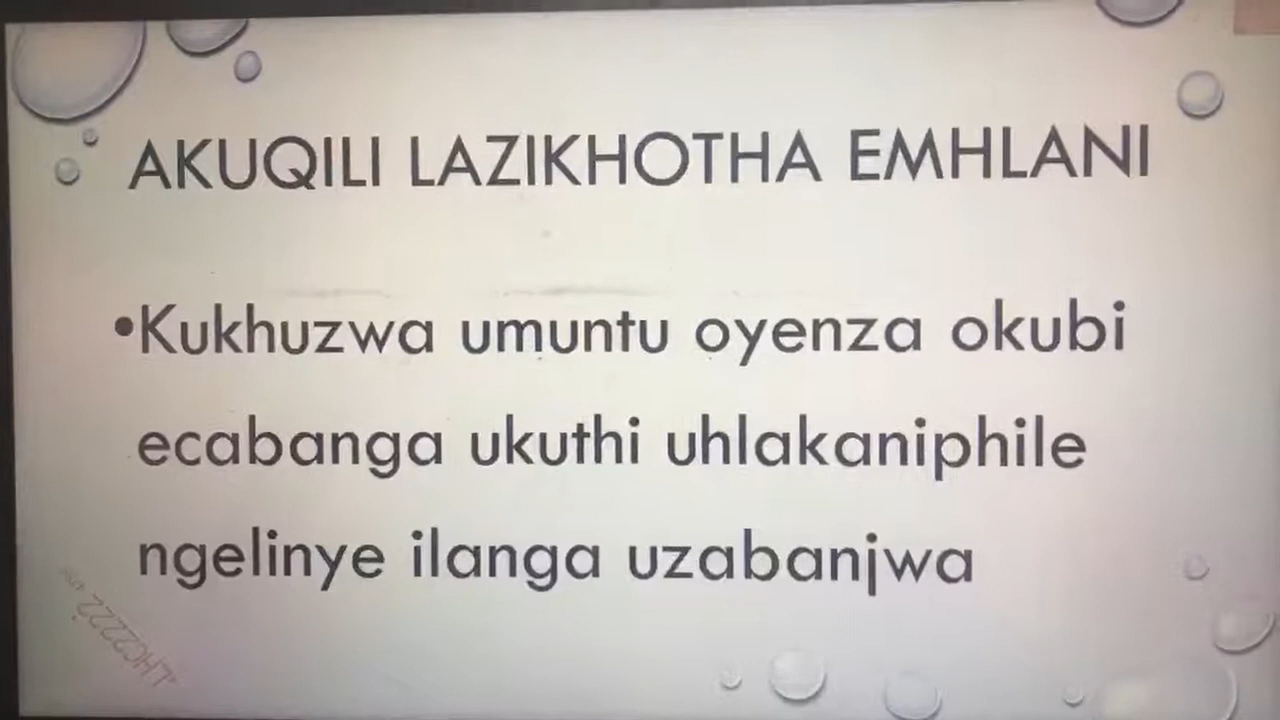 AKUQILI LAZIKHOTHA EMHLANI
•Kukhuzwa umuntu oyenza okubi
ecabanga ukuthi uhlakaniphile
ngelinye ilanga uzabanjwa